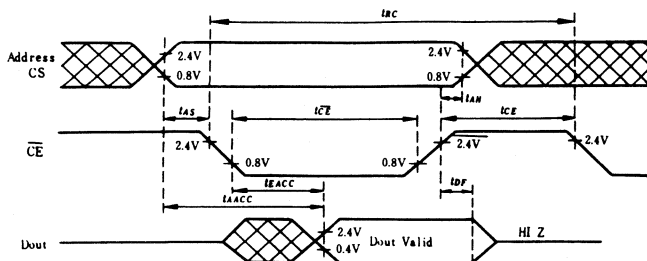 tRC
Address
CS
2.4V
0.8V
2.4V
0.8V
tAH
tAS
tCE
tCE
CE
2.4V
0.8V
0.8V
2.4V
2.4V
tEACC
tAACC
tDF
Dout
2.4V
0.4V
Dout Valid
HI Z